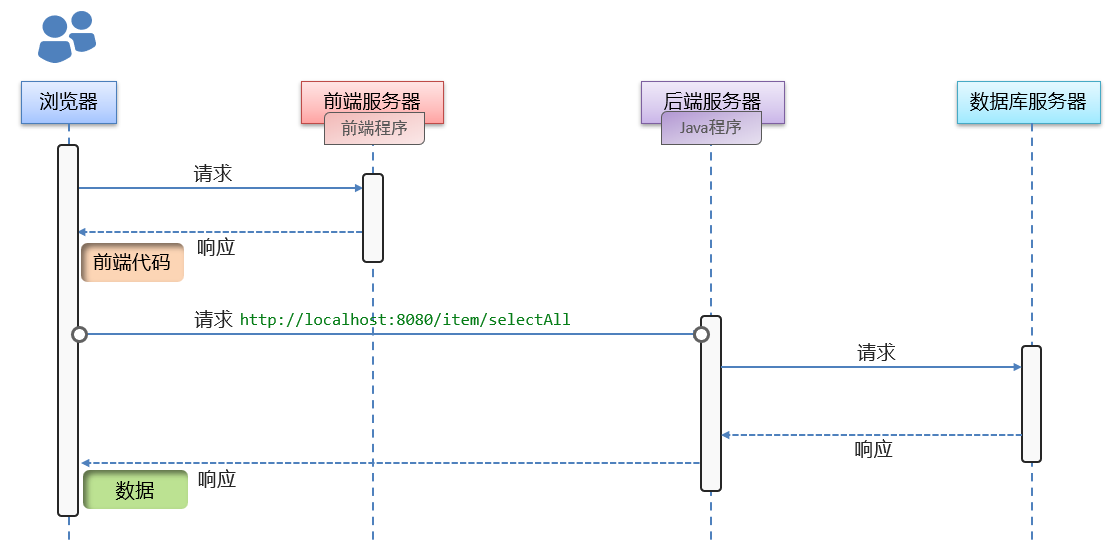 浏览器
前端服务器
后端服务器
数据库服务器
前端程序
Java程序
请求
响应
前端代码
请求 http://localhost:8080/item/selectAll
请求
响应
响应
数据